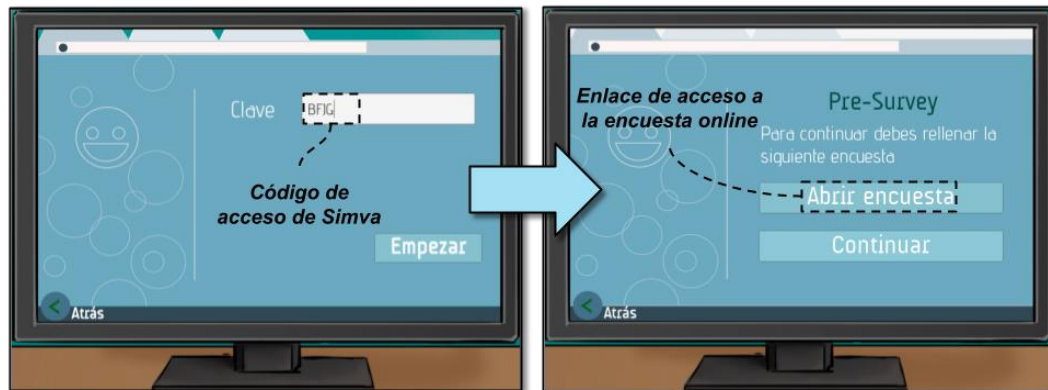 Clave
BFJG
Código de
acceso de Simva
Empezar
Atrás
Enlace de acceso a
la encuesta online
Pre-Survey
Para continuar debes rellenar la
siguiente encuesta
Abrir encuesta
Continuar
Atrás